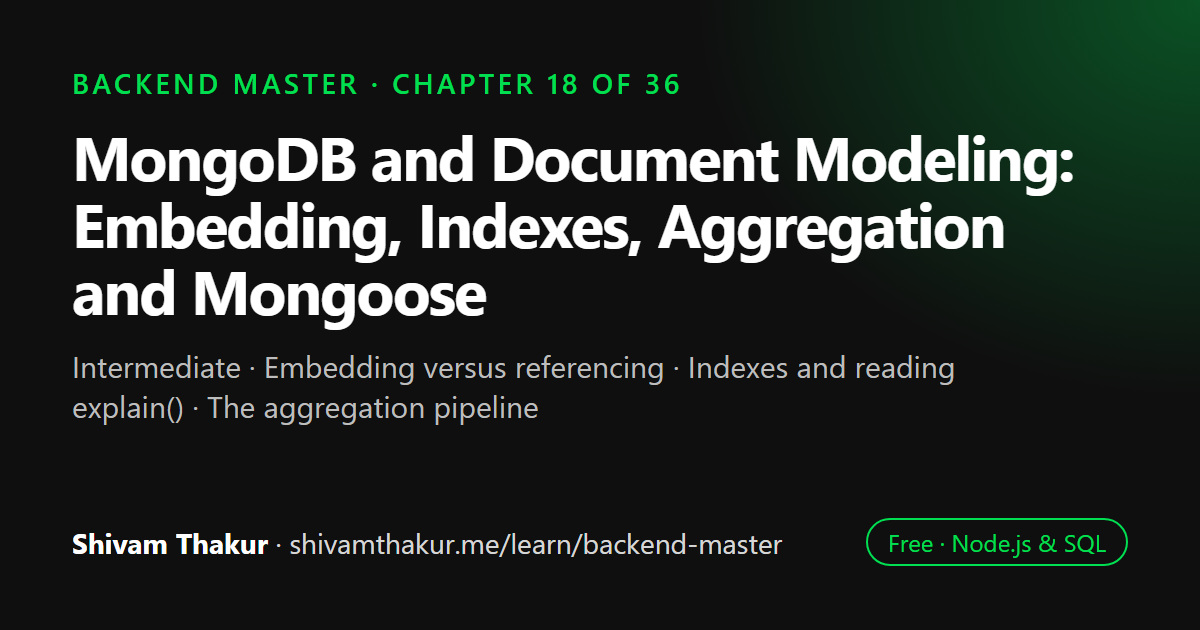 BACKEND MASTER · CHAPTER 18 OF 36
MongoDB and Document Modeling:
Embedding, Indexes, Aggregation
and Mongoose
Intermediate · Embedding versus referencing · Indexes and reading
explain() · The aggregation pipeline
Shivam Thakur · shivamthakur.me/learn/backend-master
Free · Node.js & SQL